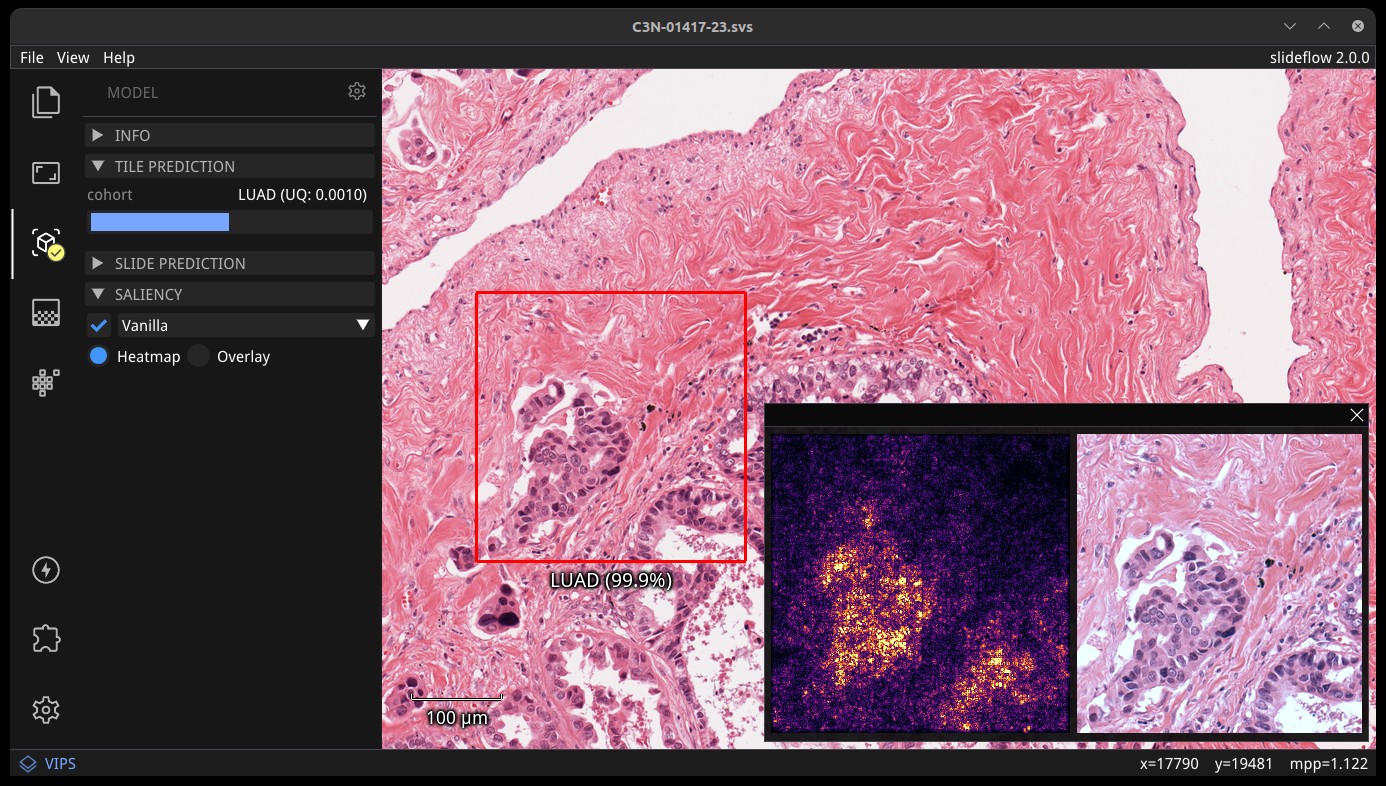 C3N-01417-23.svs
File View Help
slideflow 2.0.0
MODEL
INFO
TILE PREDICTION
cohort LUAD (UQ: 0.0010)
SLIDE PREDICTION
SALIENCY
Vanilla
Heatmap Overlay
LUAD (99.9%)
100 µm
VIPS
x=17790 y=19481 mpp=1.122